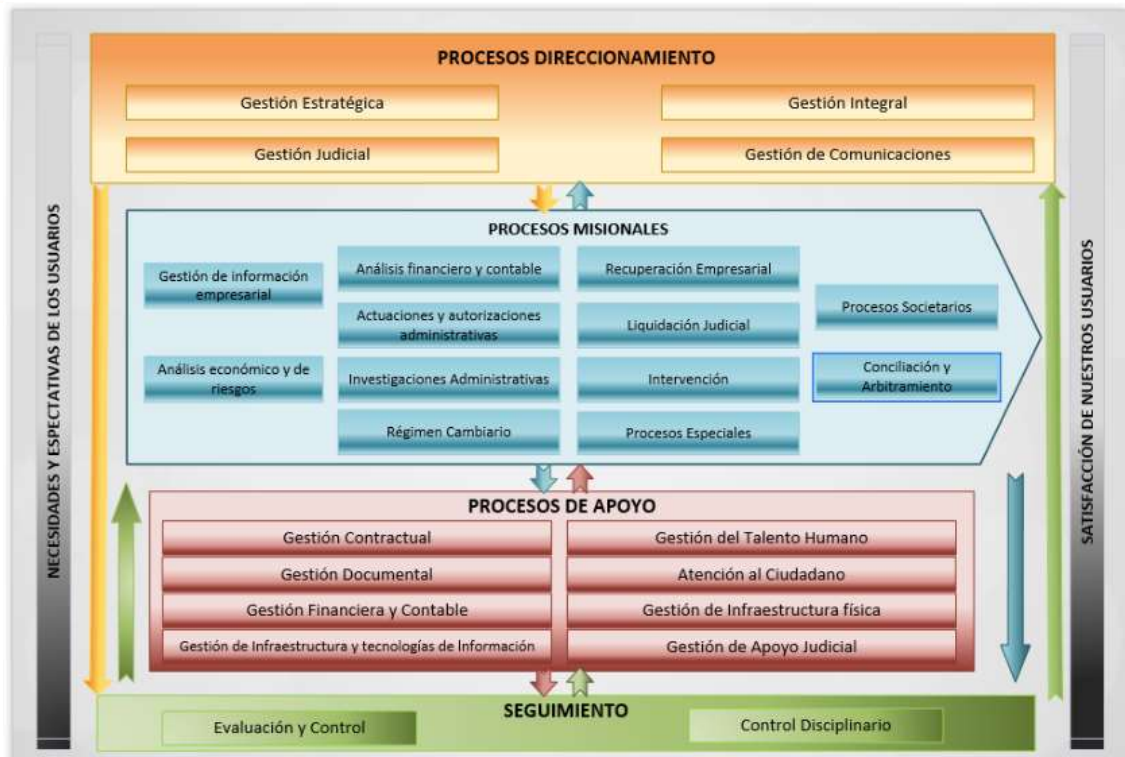 PROCESOS DIRECCIONAMIENTO
Gestión Estratégica
Gestión Integral
Gestión Judicial
Gestión de Comunicaciones
NECESIDADES Y ESPECTATIVAS DE LOS USUARIOS
PROCESOS MISIONALES
Gestión de información
empresarial
Análisis económico y de
riesgos
Análisis financiero y contable
Actuaciones y autorizaciones
administrativas
Investigaciones Administrativas
Régimen Cambiario
Recuperación Empresarial
Liquidación Judicial
Intervención
Procesos Especiales
Procesos Societarios
Conciliación y
Arbitramiento
SATISFACCIÓN DE NUESTROS USUARIOS
PROCESOS DE APOYO
Gestión Contractual
Gestión del Talento Humano
Gestión Documental
Atención al Ciudadano
Gestión Financiera y Contable
Gestión de Infraestructura física
Gestión de Infraestructura y tecnologías de Información
Gestión de Apoyo Judicial
SEGUIMIENTO
Evaluación y Control
Control Disciplinario